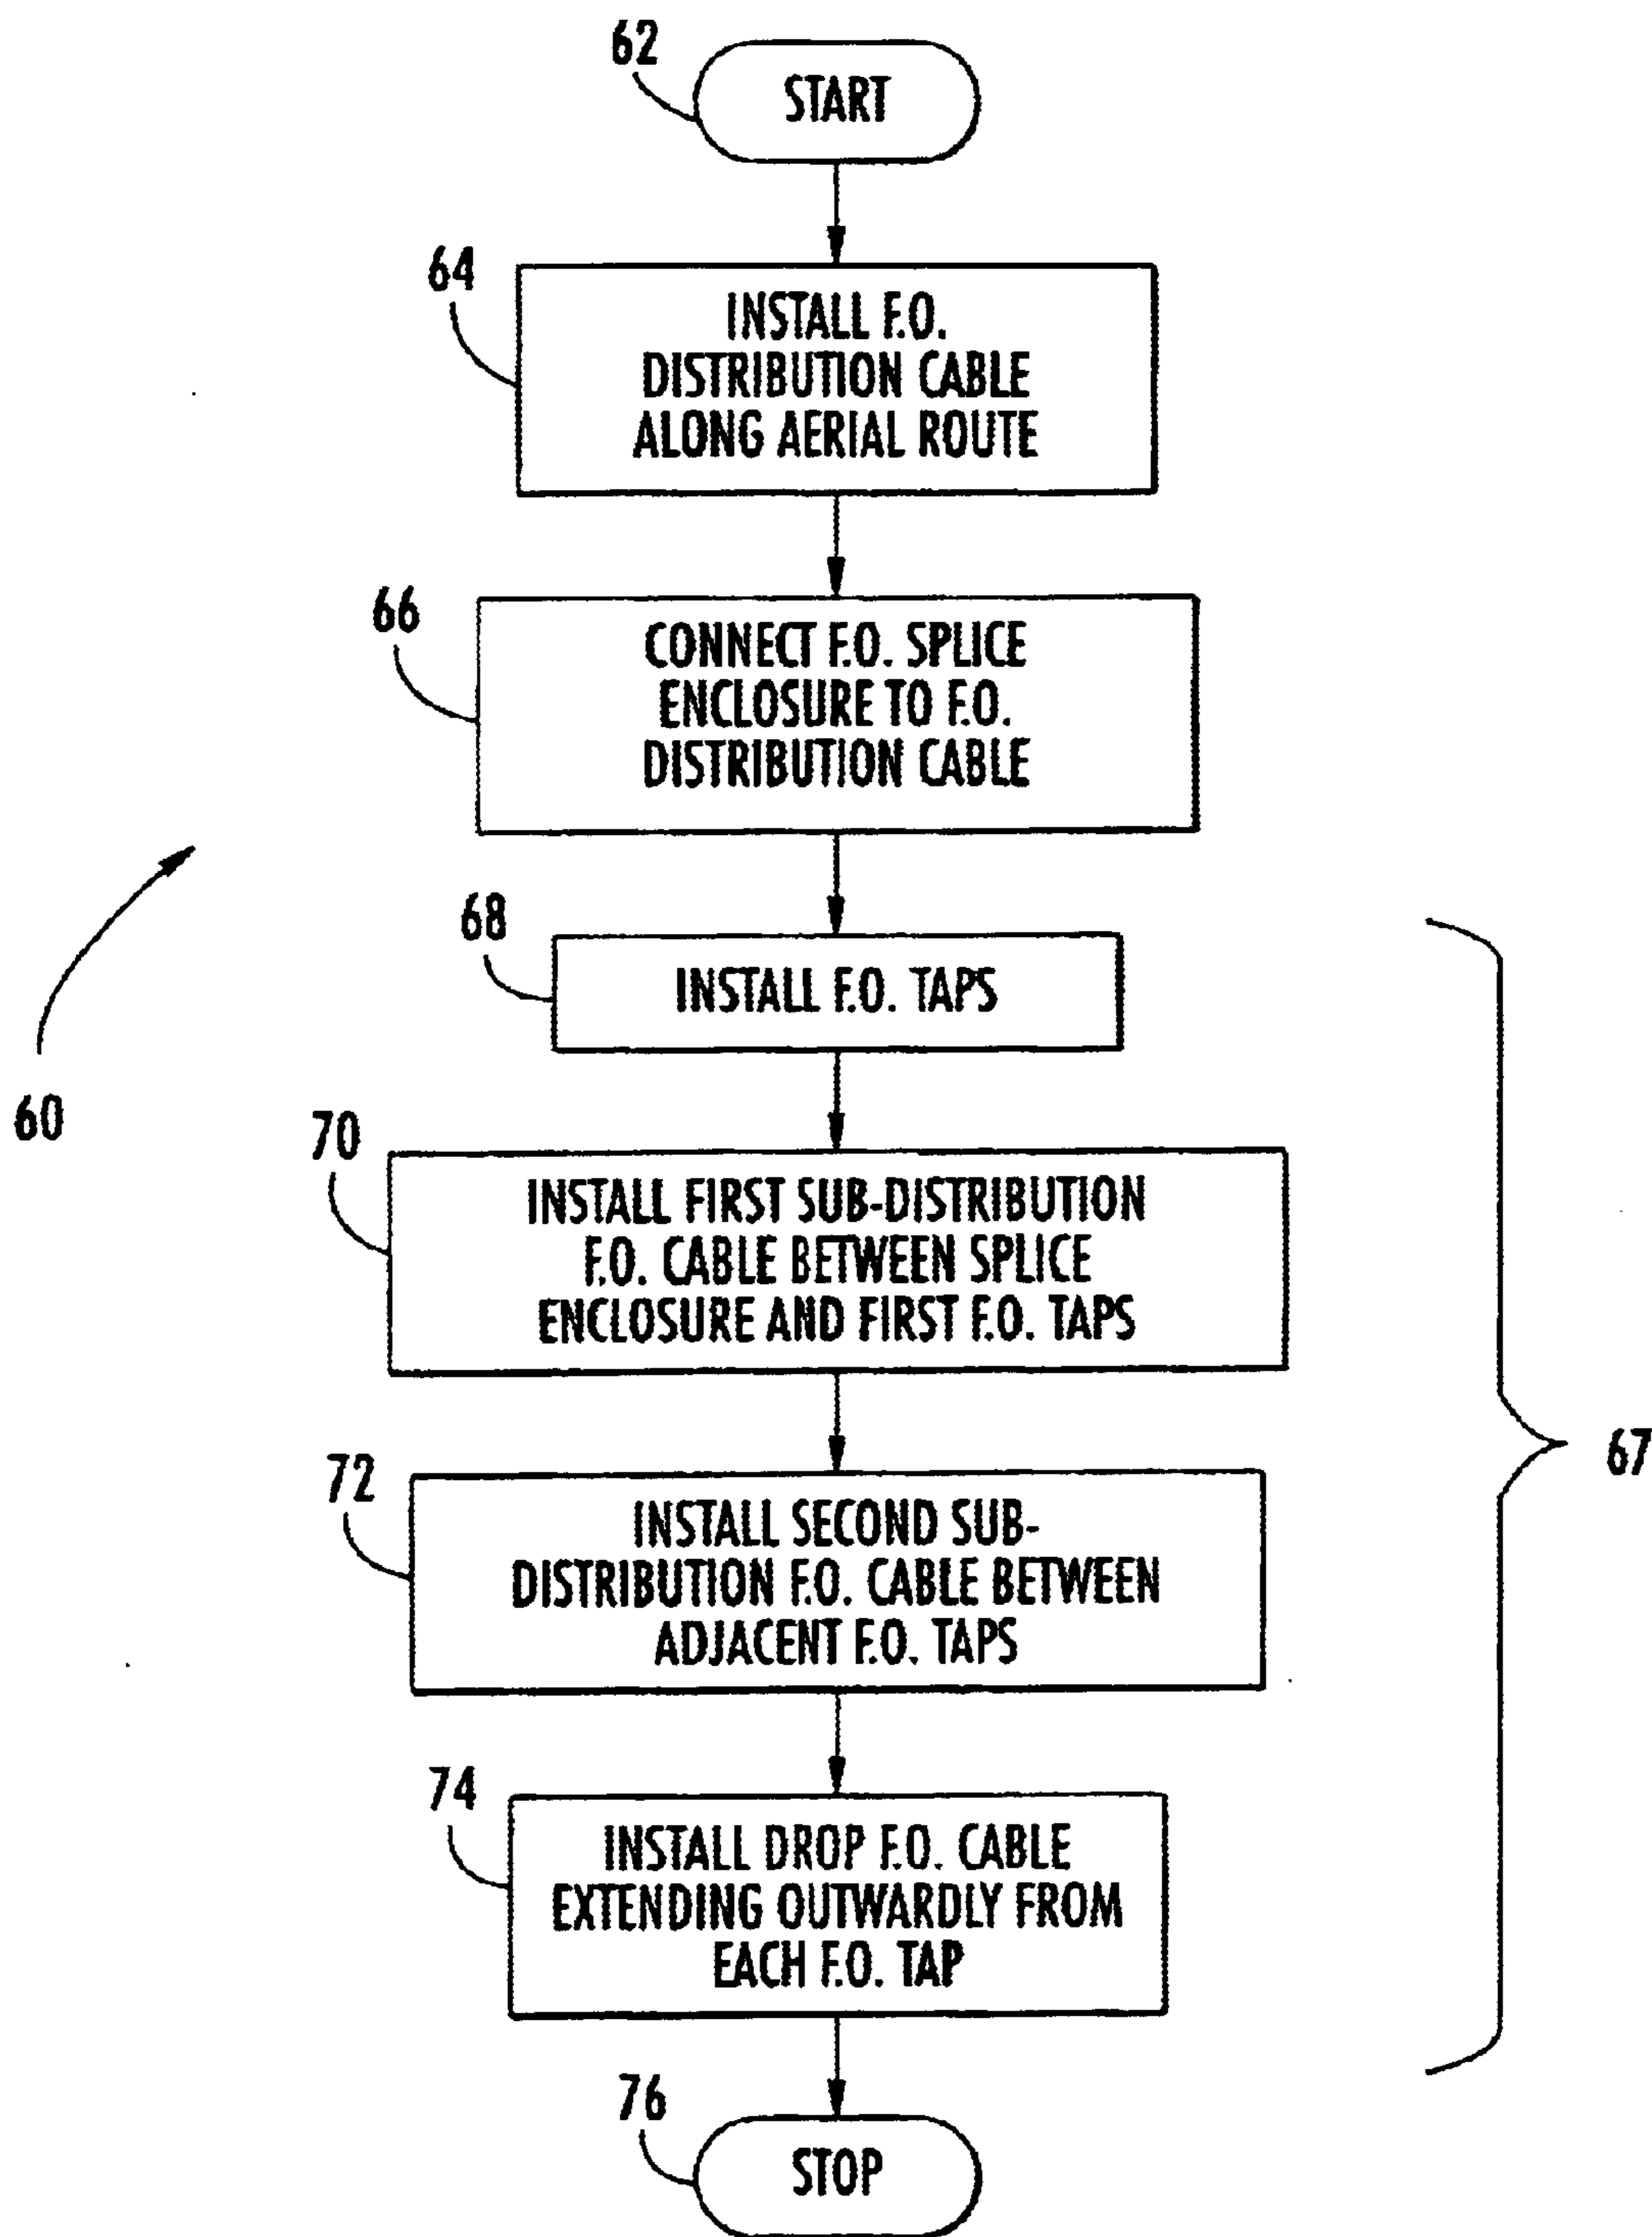 62
START
64
INSTALL F.O.
DISTRIBUTION CABLE
ALONG AERIAL ROUTE
66
CONNECT F.O. SPLICE
ENCLOSURE TO F.O.
DISTRIBUTION CABLE
68
INSTALL F.O. TAPS
60
70
INSTALL FIRST SUB-DISTRIBUTION
F.O. CABLE BETWEEN SPLICE
ENCLOSURE AND FIRST F.O. TAPS
67
72
INSTALL SECOND SUB-
DISTRIBUTION F.O. CABLE BETWEEN
ADJACENT F.O. TAPS
74
INSTALL DROP F.O. CABLE
EXTENDING OUTWARDLY FROM
EACH F.O. TAP
76
STOP